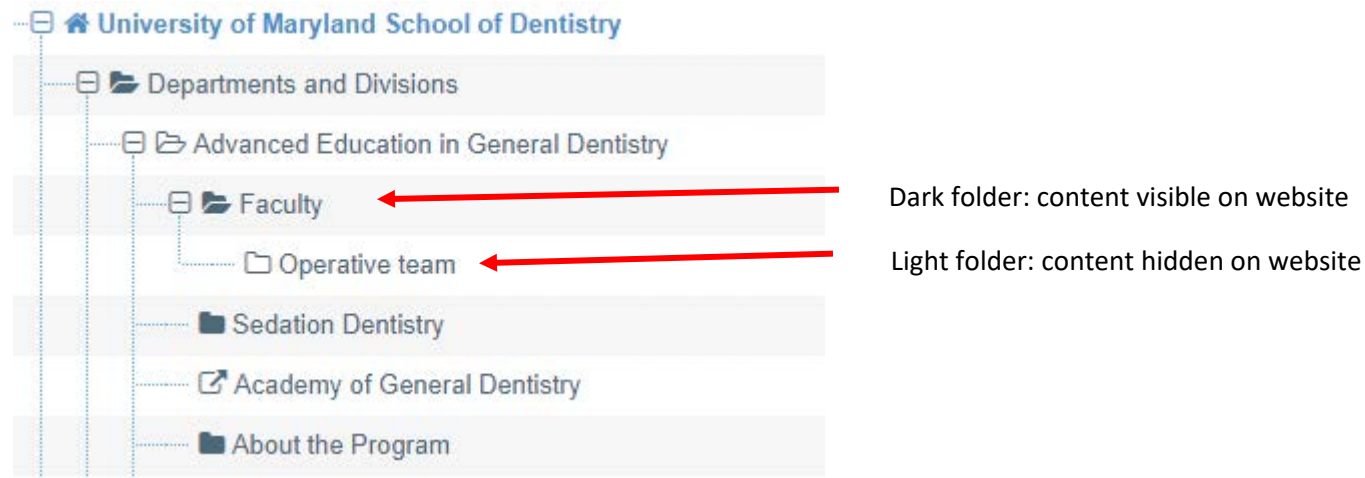 University of Maryland School of Dentistry
Departments and Divisions
Advanced Education in General Dentistry
Faculty
Dark folder: content visible on website
Operative team
Light folder: content hidden on website
Sedation Dentistry
Academy of General Dentistry
About the Program